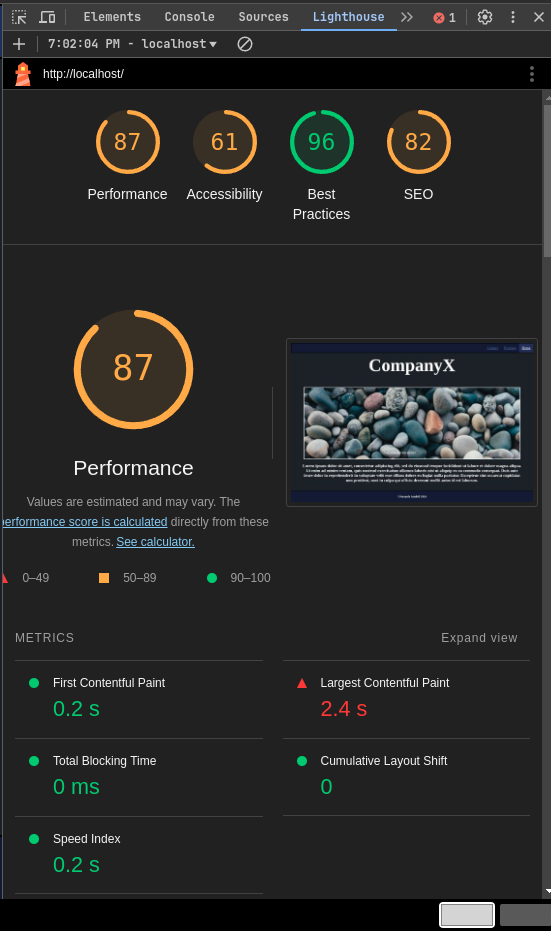 Elements Console Sources Lighthouse 1
7:02:04 PM - localhost
http://localhost/
87 61 96 82
Performance Accessibility Best Practices SEO
87
CompanyX
Performance
Values are estimated and may vary. The
performance score is calculated directly from these
metrics. See calculator.
0–49 50–89 90–100
METRICS Expand view
First Contentful Paint Largest Contentful Paint
0.2 s 2.4 s
Total Blocking Time Cumulative Layout Shift
0 ms 0
Speed Index
0.2 s